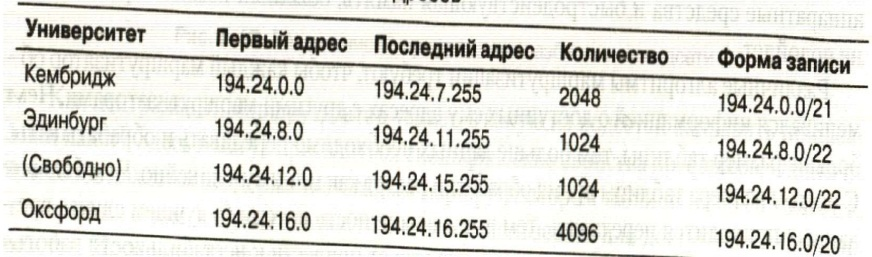 Университет Первый адрес Последний адрес Количество Форма записи
Кембридж 194.24.0.0 194.24.7.255 2048 194.24.0.0/21
Эдинбург 194.24.8.0 194.24.11.255 1024 194.24.8.0/22
(Свободно) 194.24.12.0 194.24.15.255 1024 194.24.12.0/22
Оксфорд 194.24.16.0 194.24.16.255 4096 194.24.16.0/20